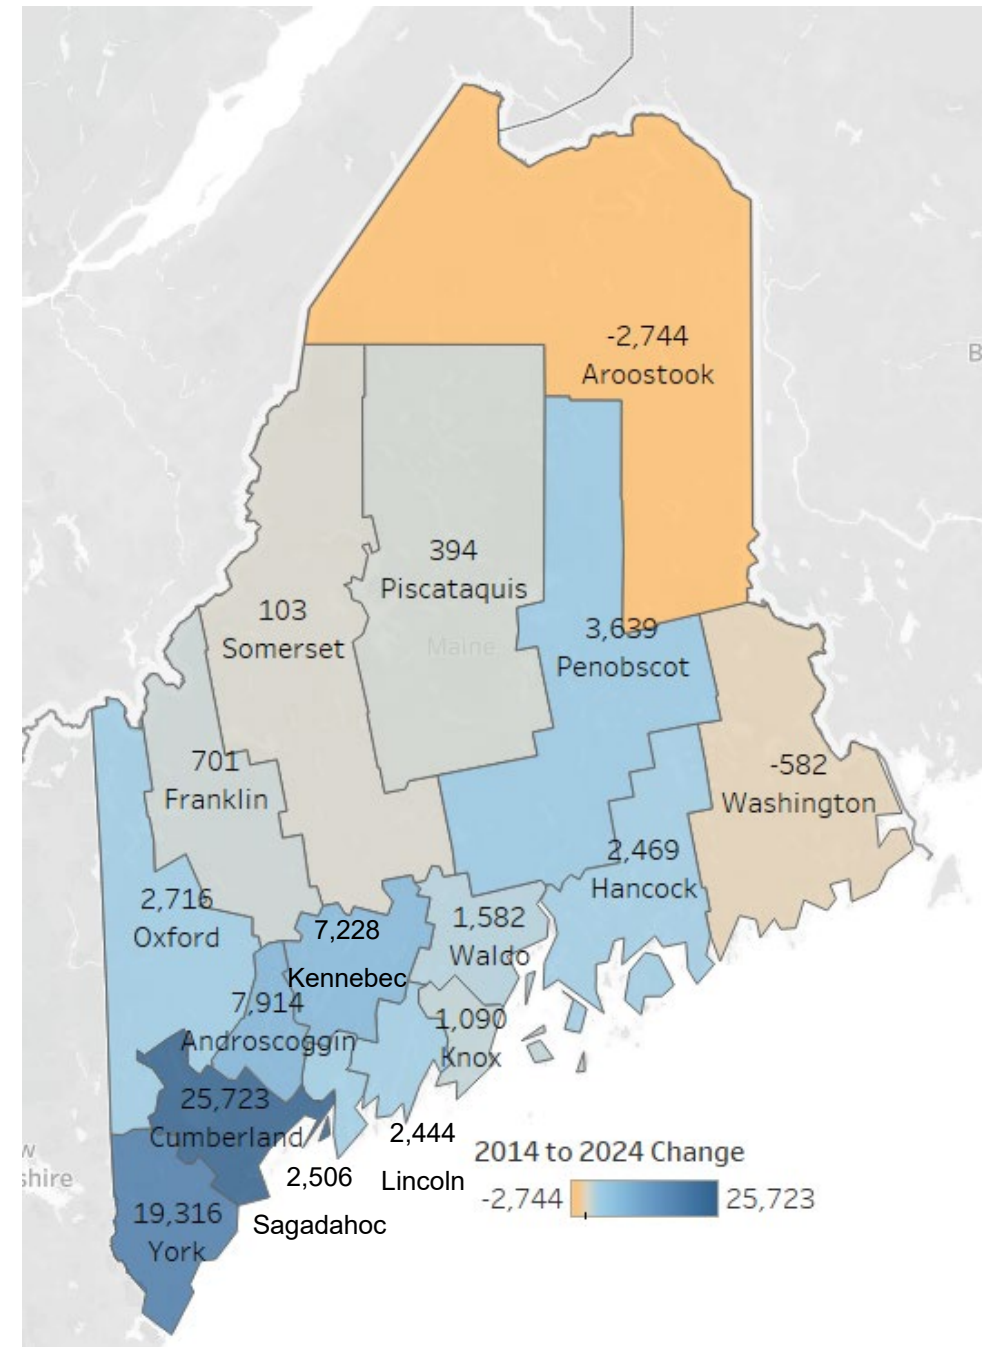 -2,744
Aroostook
B
394
Piscataquis
103
Somerset
Maine
3,639
Penobscot
701
Franklin
-582
Washington
2,469
Hancock
2,716
Oxford
7,228
Kennebec
1,582
Waldo
7,914
Androscoggin
1,090
Knox
25,723
Cumberland
2,444
Lincoln
2,506
Sagadahoc
w
shire
19,316
York
2014 to 2024 Change
-2,744 25,723